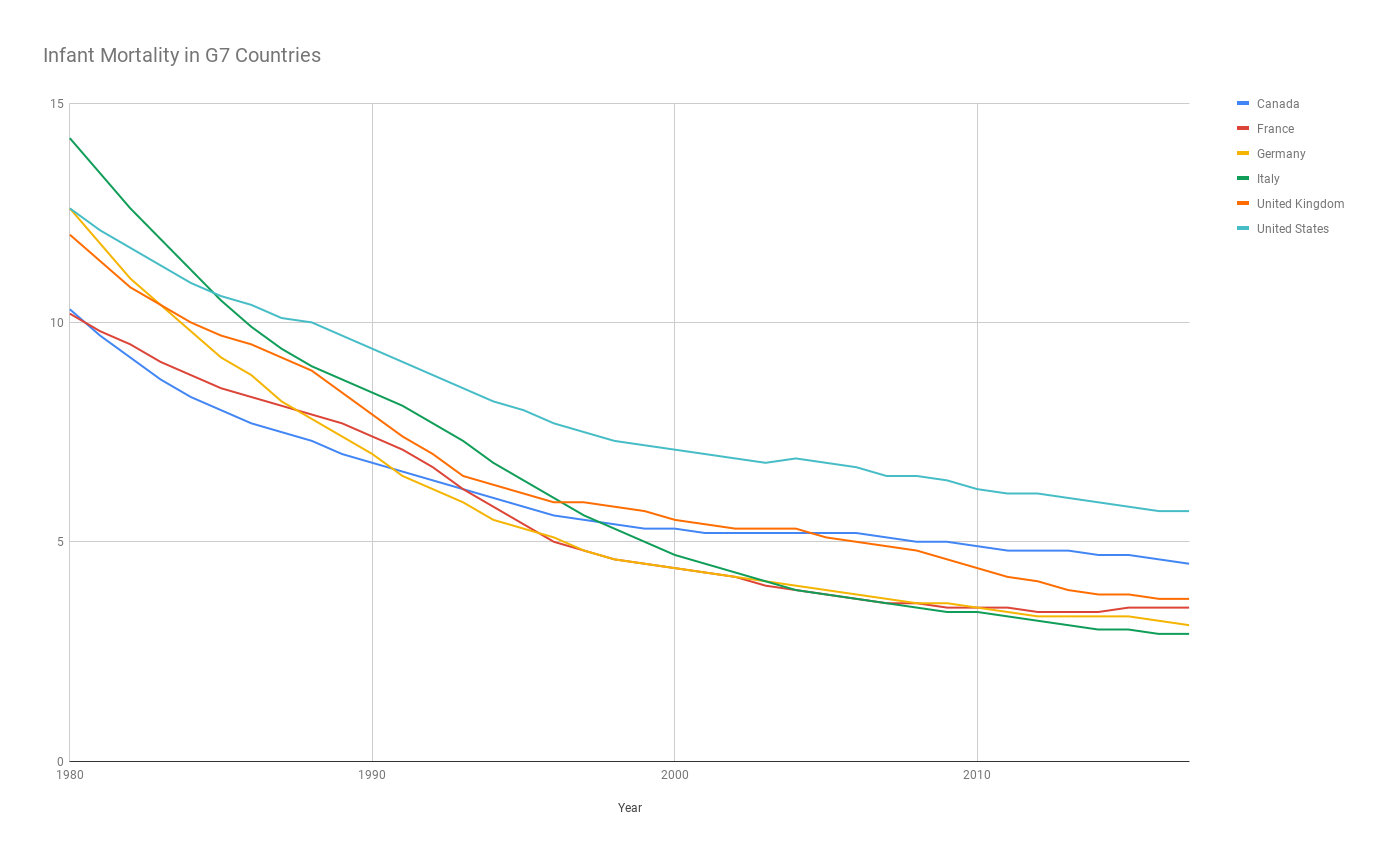 Infant Mortality in G7 Countries
15
10
5
0
1980
1990
2000
2010
Year
Canada
France
Germany
Italy
United Kingdom
United States